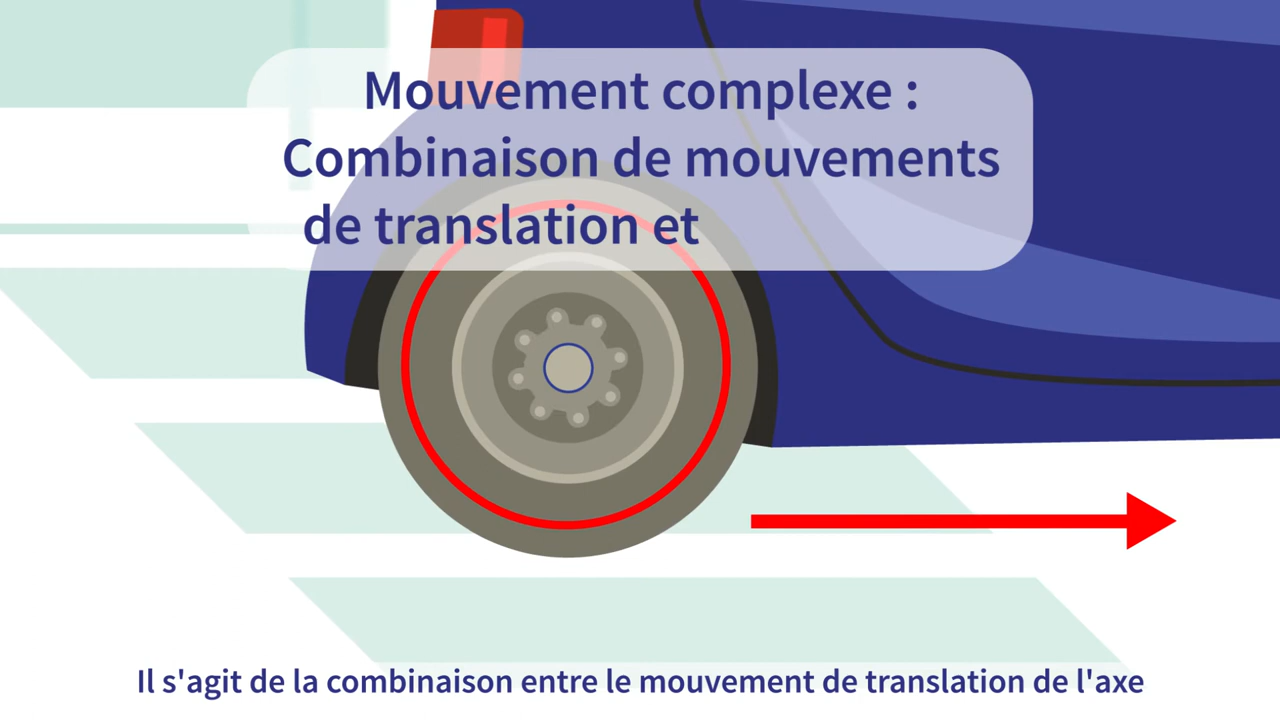 Mouvement complexe :
Combinaison de mouvements
de translation et
Il s'agit de la combinaison entre le mouvement de translation de l'axe